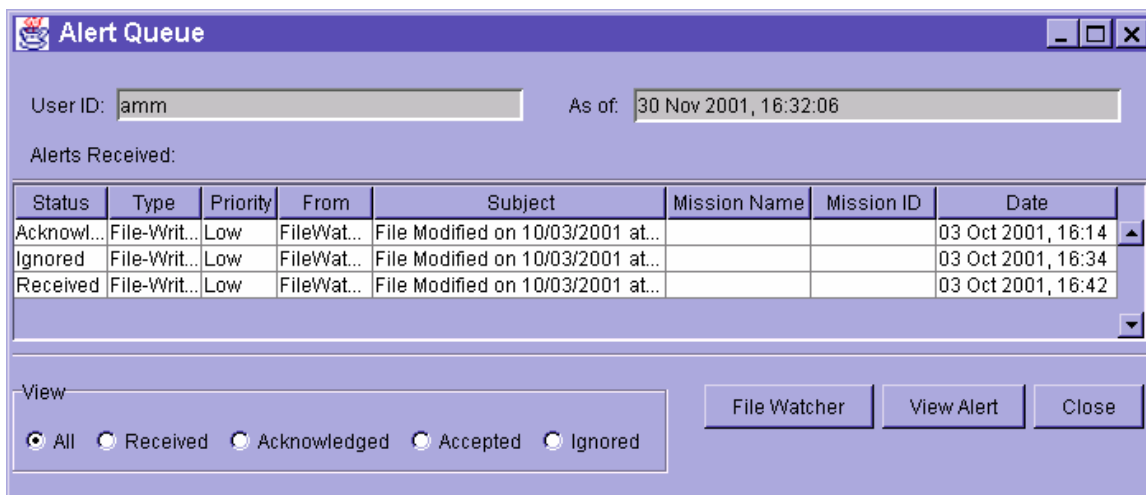 Alert Queue
User ID: amm As of: 30 Nov 2001, 16:32:06
Alerts Received:
Status Type Priority From Subject Mission Name Mission ID Date
Acknowl... File-Writ... Low FileWat... File Modified on 10/03/2001 at... 03 Oct 2001, 16:14
Ignored File-Writ... Low FileWat... File Modified on 10/03/2001 at... 03 Oct 2001, 16:34
Received File-Writ... Low FileWat... File Modified on 10/03/2001 at... 03 Oct 2001, 16:42
View
File Watcher View Alert Close
All Received Acknowledged Accepted Ignored